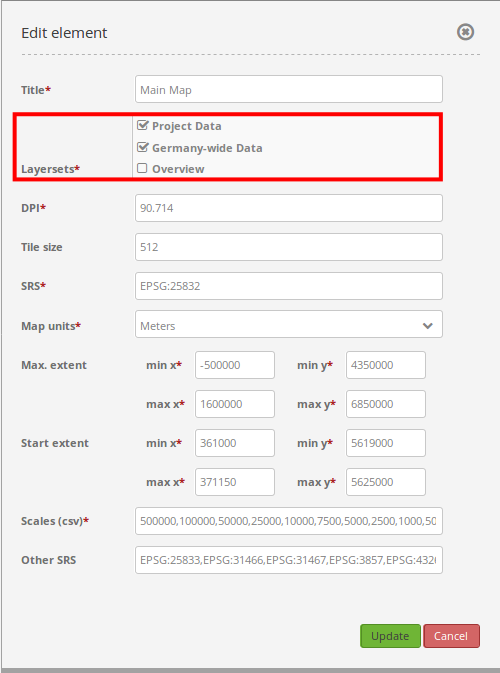 Edit element
Title* Main Map
Project Data
Germany-wide Data
Layersets* Overview
DPI* 90.714
Tile size 512
SRS* EPSG:25832
Map units* Meters
Max. extent min x* -500000 min y* 4350000
max x* 1600000 max y* 6850000
Start extent min x* 361000 min y* 5619000
max x* 371150 max y* 5625000
Scales (csv)* 500000,100000,50000,25000,10000,7500,5000,2500,1000,50
Other SRS EPSG:25833,EPSG:31466,EPSG:31467,EPSG:3857,EPSG:432
Update Cancel